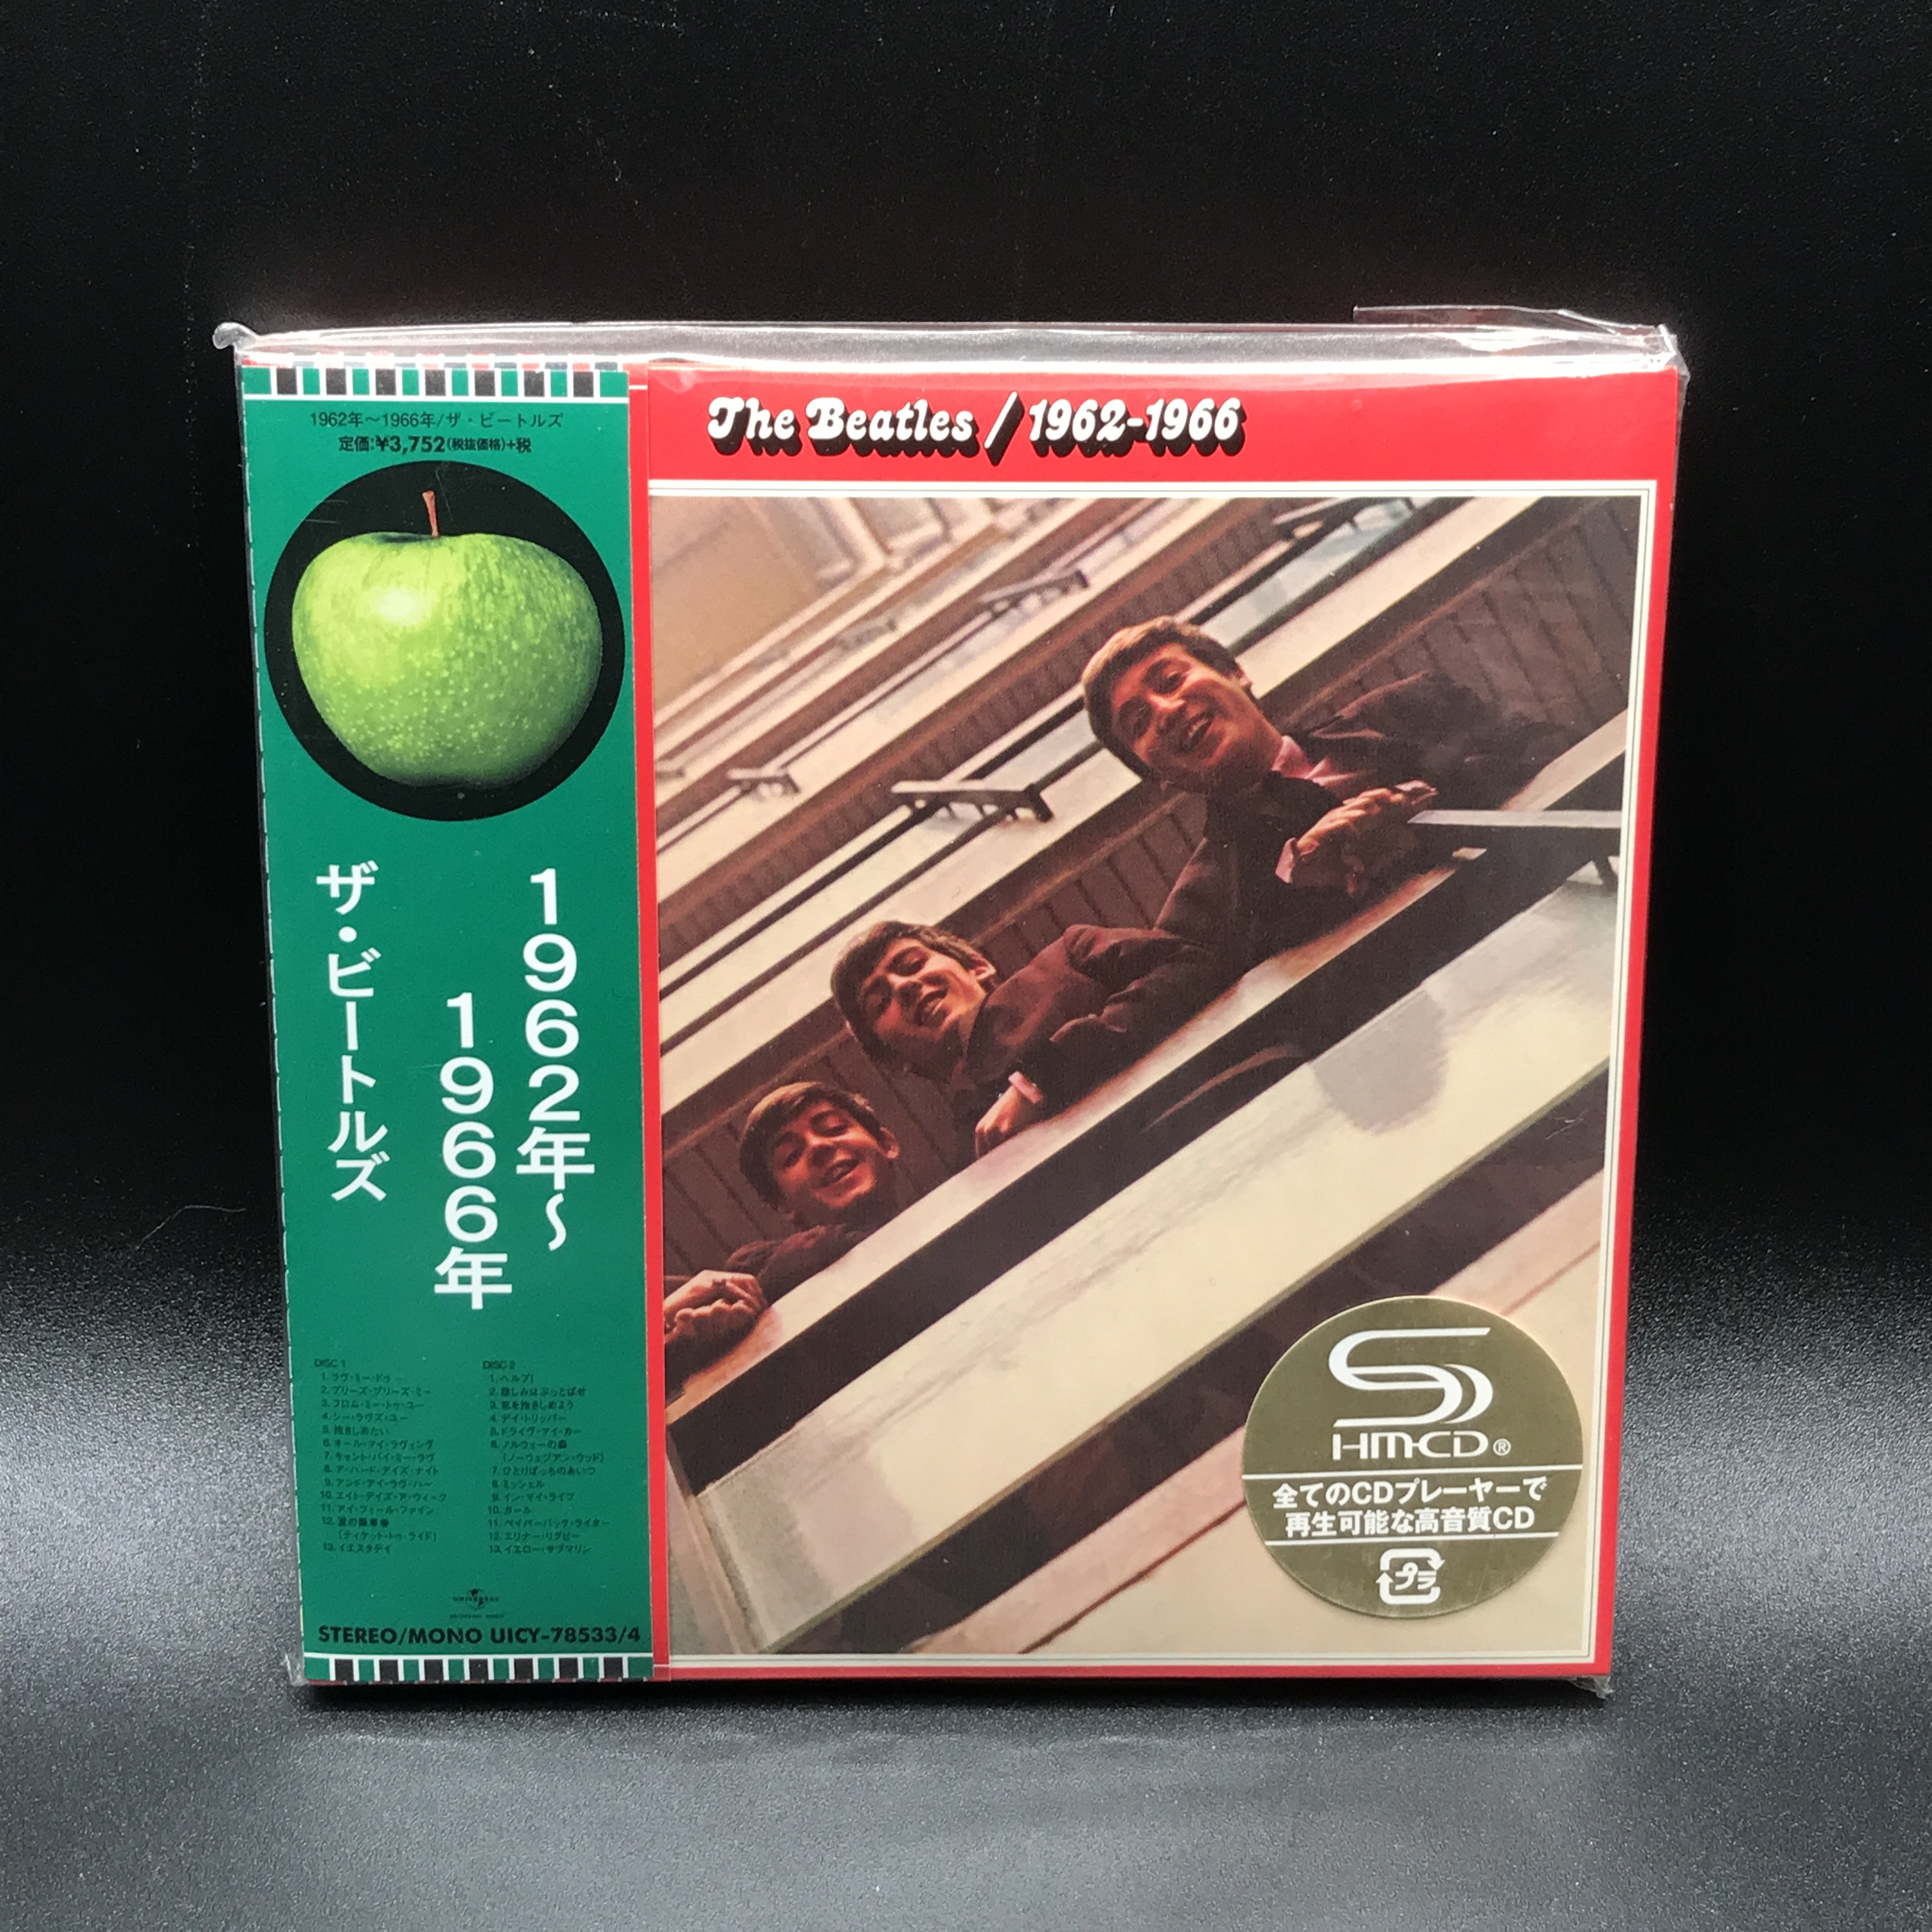 1962年〜1966年/ザ・ビートルズ
定価:¥3,752(税抜価格)+税
1962年〜
1966年
ザ・ビートルズ
DISC 1
1. ラヴ・ミー・ドゥ
2. プリーズ・プリーズ・ミー
3. フロム・ミー・トゥ・ユー
4. シー・ラヴズ・ユー
5. 抱きしめたい
6. オール・マイ・ラヴィング
7. キャント・バイ・ミー・ラヴ
8. ア・ハード・デイズ・ナイト
9. アンド・アイ・ラヴ・ハー
10. エイト・デイズ・ア・ウィーク
11. アイ・フィール・ファイン
12. 涙の乗車券
(ティケット・トゥ・ライド)
13. イエスタデイ
DISC 2
1. ヘルプ!
2. 悲しみはぶっとばせ
3. 恋を抱きしめよう
4. デイ・トリッパー
5. ドライヴ・マイ・カー
6. ノルウェーの森
(ノーウェジアン・ウッド)
7. ひとりぼっちのあいつ
8. ミッシェル
9. イン・マイ・ライフ
10. ガール
11. ペイパーバック・ライター
12. エリナー・リグビー
13. イエロー・サブマリン
UNIVERSAL
STEREO/MONO UICY-78533/4
The Beatles / 1962-1966
HM-CD®
全てのCDプレーヤーで
再生可能な高音質CD
プラ